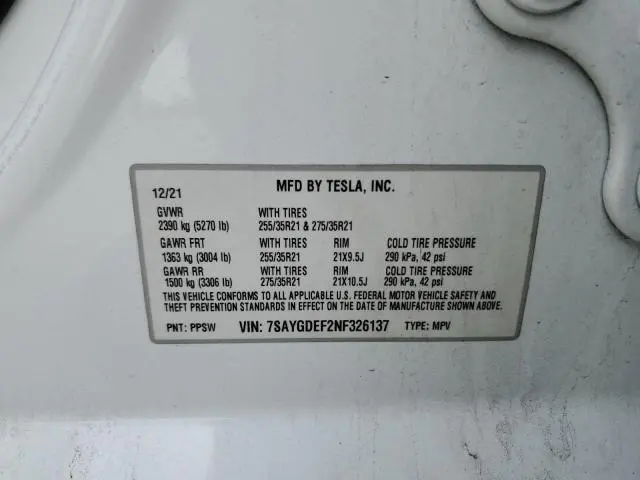 12/21 MFD BY TESLA, INC.
GVWR WITH TIRES
2390 kg (5270 lb) 255/35R21 & 275/35R21
GAWR FRT WITH TIRES RIM COLD TIRE PRESSURE
1363 kg (3004 lb) 255/35R21 21X9.5J 290 kPa, 42 psi
GAWR RR WITH TIRES RIM COLD TIRE PRESSURE
1500 kg (3306 lb) 275/35R21 21X10.5J 290 kPa, 42 psi
THIS VEHICLE CONFORMS TO ALL APPLICABLE U.S. FEDERAL MOTOR VEHICLE SAFETY AND
THEFT PREVENTION STANDARDS IN EFFECT ON THE DATE OF MANUFACTURE SHOWN ABOVE.
PNT: PPSW VIN: 7SAYGDEF2NF326137 TYPE: MPV